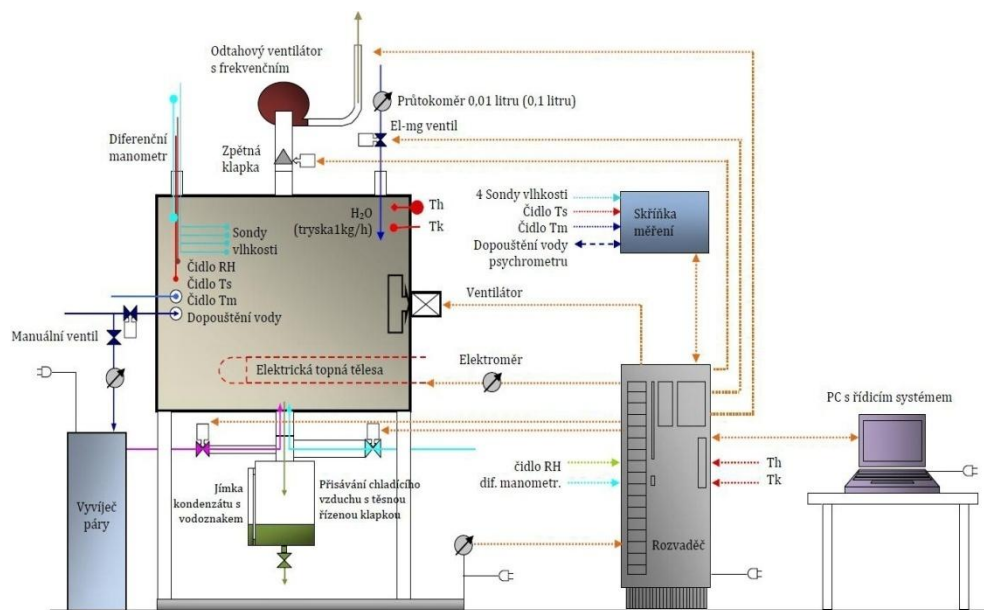 Odtahový ventilátor
s frekvenčním
Průtokoměr 0,01 litru (0,1 litru)
El-mg ventil
Diferenční
manometr
Zpětná
klapka
H₂O
(tryska1kg/h)
Th
Tk
4 Sondy vlhkosti
Čidlo Ts
Čidlo Tm
Dopouštění vody
psychrometru
Skříňka
měření
Sondy
vlhkosti
Čidlo RH
Čidlo Ts
Čidlo Tm
Dopouštění vody
Manuální ventil
Ventilátor
Elektrická topná tělesa
Elektroměr
PC s řídicím systémem
čidlo RH
dif. manometr.
Th
Tk
Vyvíječ
páry
Jímka
kondenzátu s
vodoznakem
Přisávání chladícího
vzduchu s těsnou
řízenou klapkou
Rozvaděč